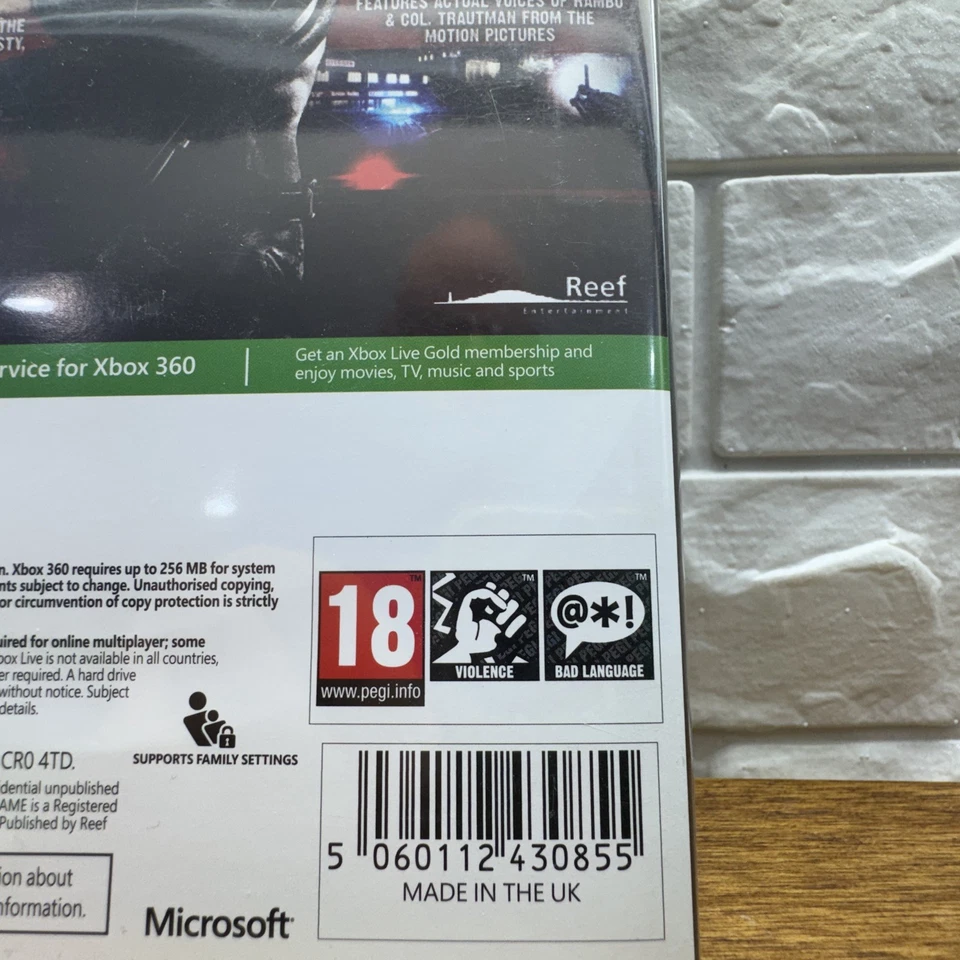 FEATURES ACTUAL VOICES OF RAMBO
THE
& COL. TRAUTMAN FROM THE
STY,
MOTION PICTURES
Reef
Entertainment
rvice for Xbox 360
Get an Xbox Live Gold membership and
enjoy movies, TV, music and sports
n. Xbox 360 requires up to 256 MB for system
nts subject to change. Unauthorised copying,
or circumvention of copy protection is strictly
uired for online multiplayer; some
box Live is not available in all countries,
er required. A hard drive
without notice. Subject
details.
SUPPORTS FAMILY SETTINGS
CR0 4TD.
dential unpublished
AME is a Registered
Published by Reef
ion about
nformation.
Microsoft
18 TM
www.pegi.info
TM
VIOLENCE
TM
@*!
BAD LANGUAGE
5 060112 430855
MADE IN THE UK